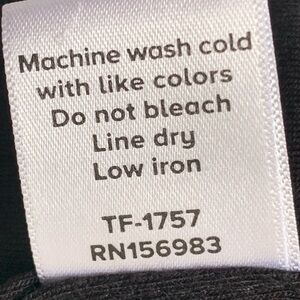 Machine wash cold
with like colors
Do not bleach
Line dry
Low iron
TF-1757
RN156983